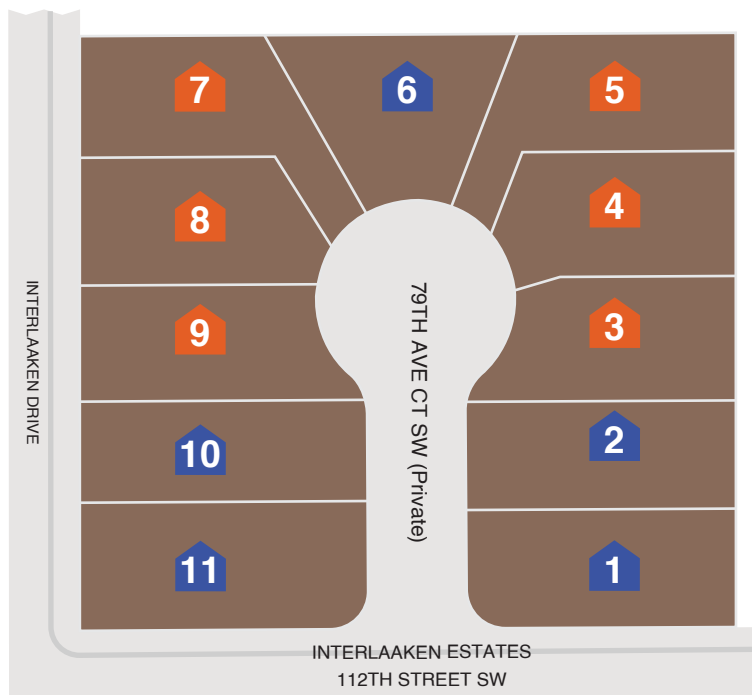 7
6
5
8
4
9
3
10
2
11
1
INTERLAAKEN DRIVE
79TH AVE CT SW (Private)
INTERLAAKEN ESTATES
112TH STREET SW